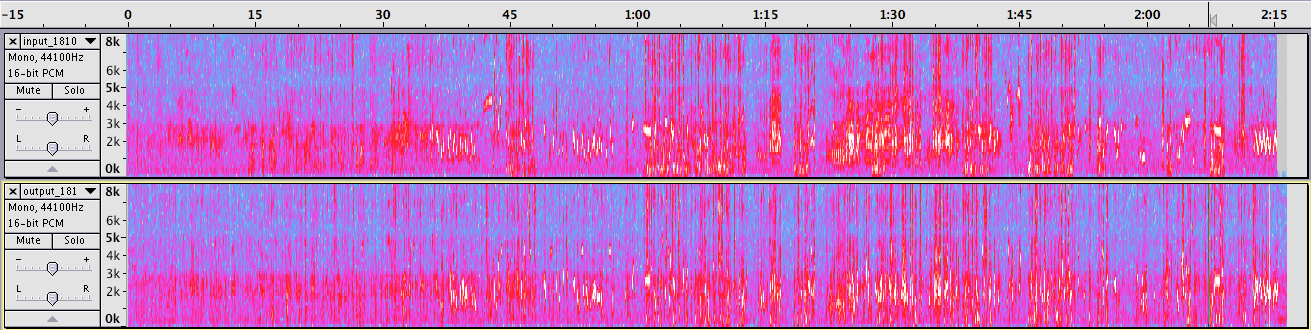 -15 0 15 30 45 1:00 1:15 1:30 1:45 2:00 2:15
input_1810
Mono, 44100Hz
16-bit PCM
Mute Solo
- +
L R
8k
6k
5k
4k
3k
2k
0k
output_181
Mono, 44100Hz
16-bit PCM
Mute Solo
- +
L R
8k
6k
5k
4k
3k
2k
0k